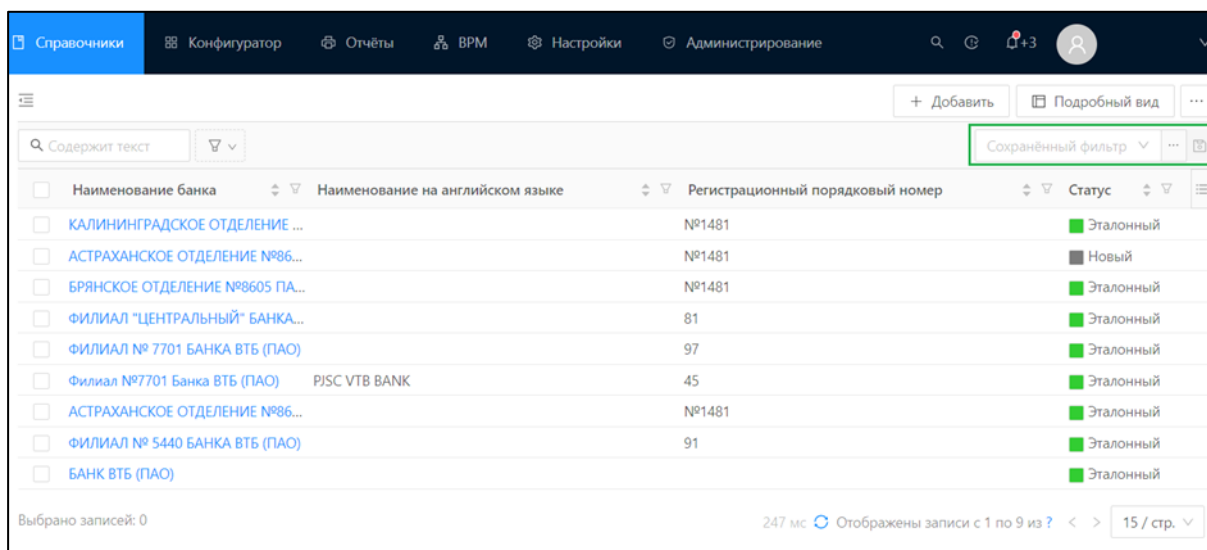 Справочники Конфигуратор Отчёты BPM Настройки Администрирование +3
+ Добавить Подробный вид ...
Содержит текст Сохранённый фильтр ...
Наименование банка Наименование на английском языке Регистрационный порядковый номер Статус
КАЛИНИНГРАДСКОЕ ОТДЕЛЕНИЕ ... №1481 Эталонный
АСТРАХАНСКОЕ ОТДЕЛЕНИЕ №86... №1481 Новый
БРЯНСКОЕ ОТДЕЛЕНИЕ №8605 ПА... №1481 Эталонный
ФИЛИАЛ "ЦЕНТРАЛЬНЫЙ" БАНКА... 81 Эталонный
ФИЛИАЛ № 7701 БАНКА ВТБ (ПАО) 97 Эталонный
Филиал №7701 Банка ВТБ (ПАО) PJSC VTB BANK 45 Эталонный
АСТРАХАНСКОЕ ОТДЕЛЕНИЕ №86... №1481 Эталонный
ФИЛИАЛ № 5440 БАНКА ВТБ (ПАО) 91 Эталонный
БАНК ВТБ (ПАО) Эталонный
Выбрано записей: 0 247 мс Отображены записи с 1 по 9 из ? < > 15 / стр.